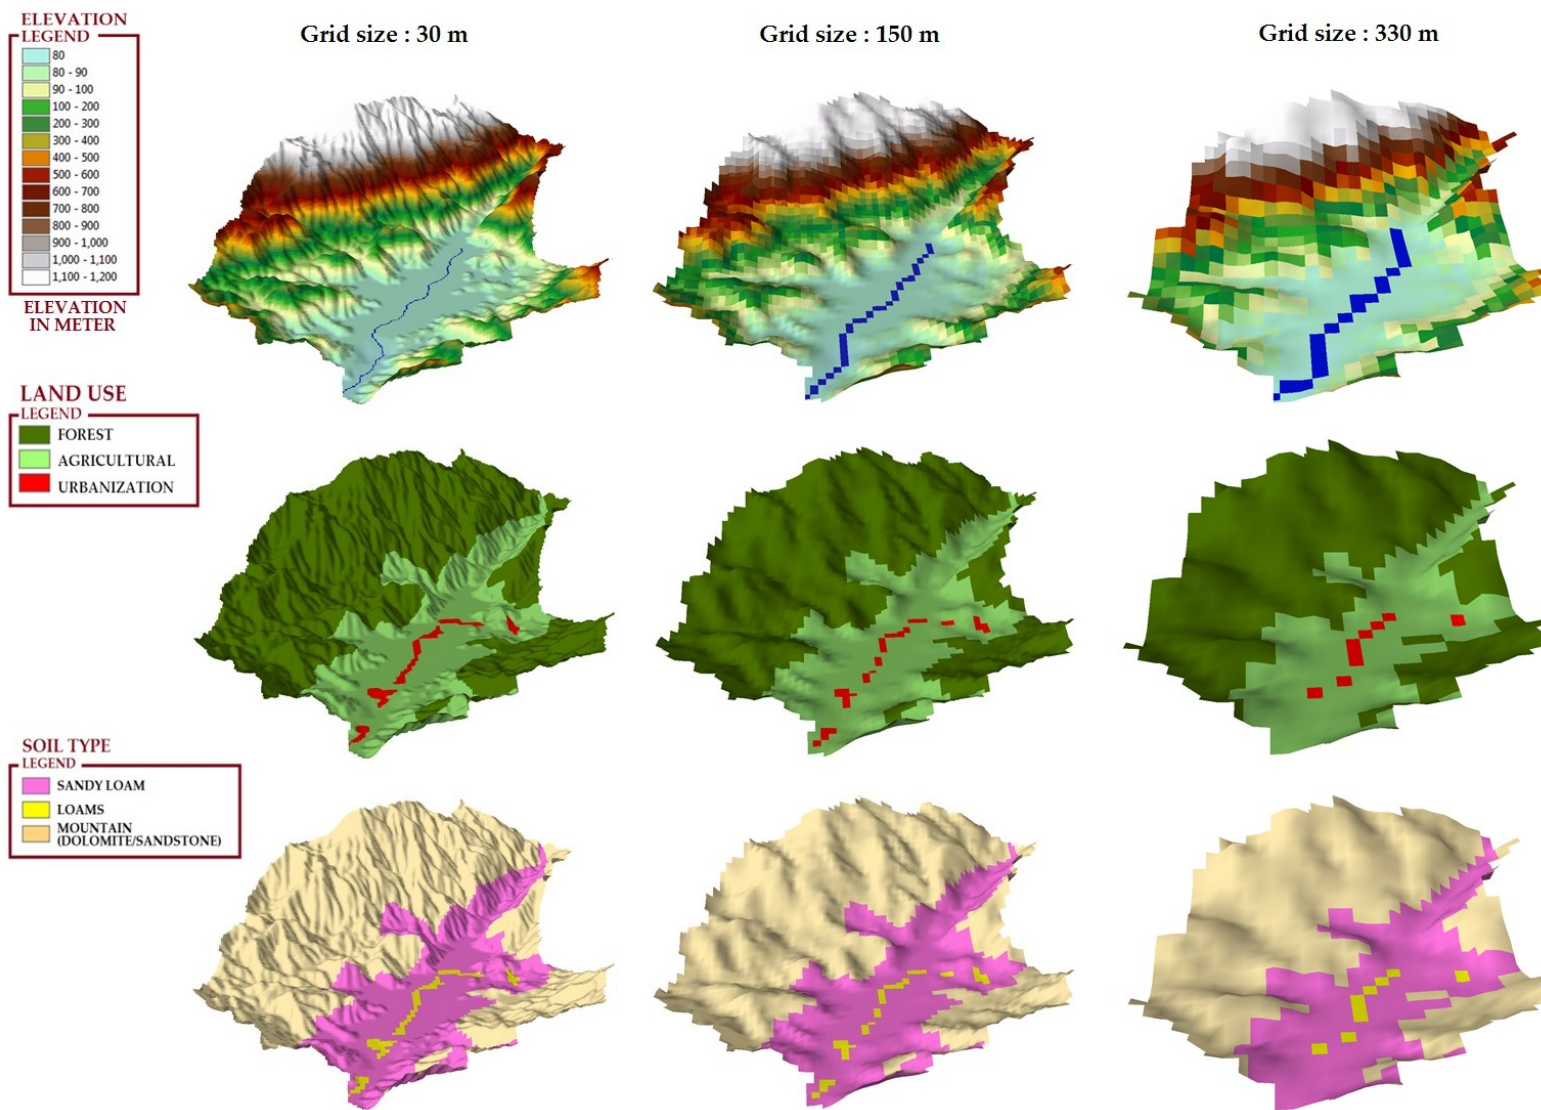 ELEVATION
LEGEND
80
80 - 90
90 - 100
100 - 200
200 - 300
300 - 400
400 - 500
500 - 600
600 - 700
700 - 800
800 - 900
900 - 1,000
1,000 - 1,100
1,100 - 1,200
ELEVATION
IN METER
Grid size : 30 m
Grid size : 150 m
Grid size : 330 m
LAND USE
LEGEND
FOREST
AGRICULTURAL
URBANIZATION
SOIL TYPE
LEGEND
SANDY LOAM
LOAMS
MOUNTAIN
(DOLOMITE/SANDSTONE)